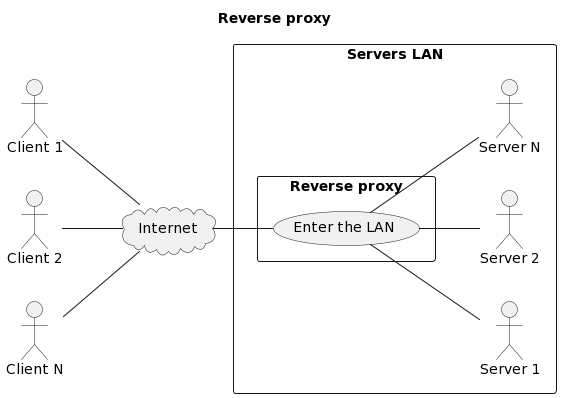 Reverse proxy
Servers LAN
Client 1
Server N
Reverse proxy
Internet
Enter the LAN
Client 2
Server 2
Client N
Server 1